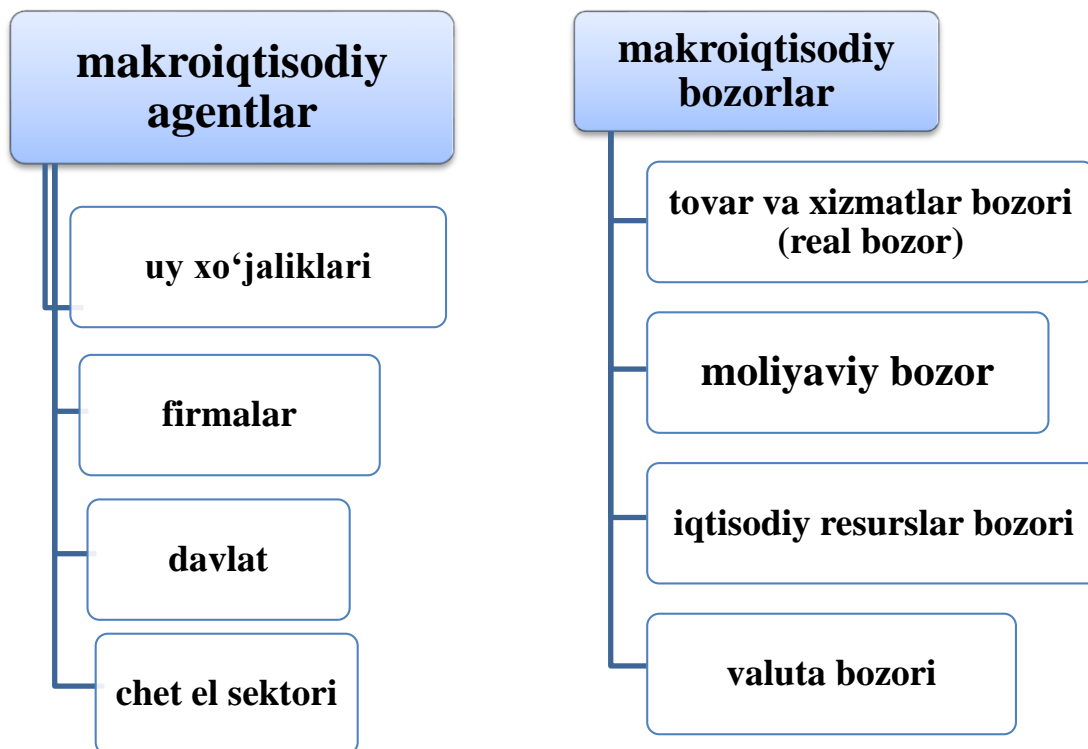 makroiqtisodiy
agentlar
uy xo‘jaliklari
firmalar
davlat
chet el sektori
makroiqtisodiy
bozorlar
tovar va xizmatlar bozori
(real bozor)
moliyaviy bozor
iqtisodiy resurslar bozori
valuta bozori